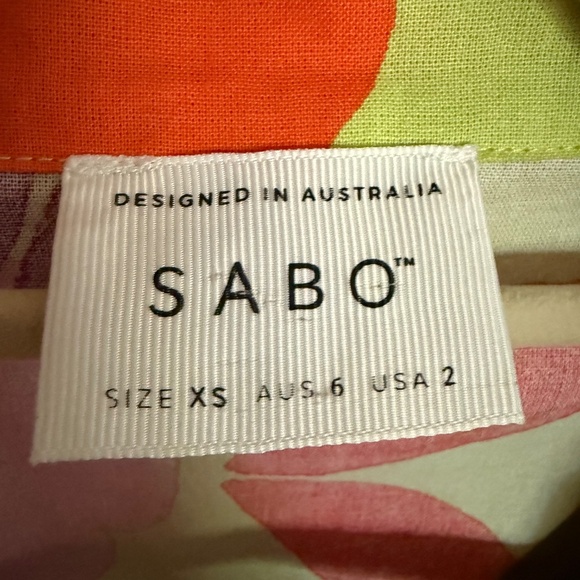 DESIGNED IN AUSTRALIA
SABO™
SIZE XS AUS 6 USA 2